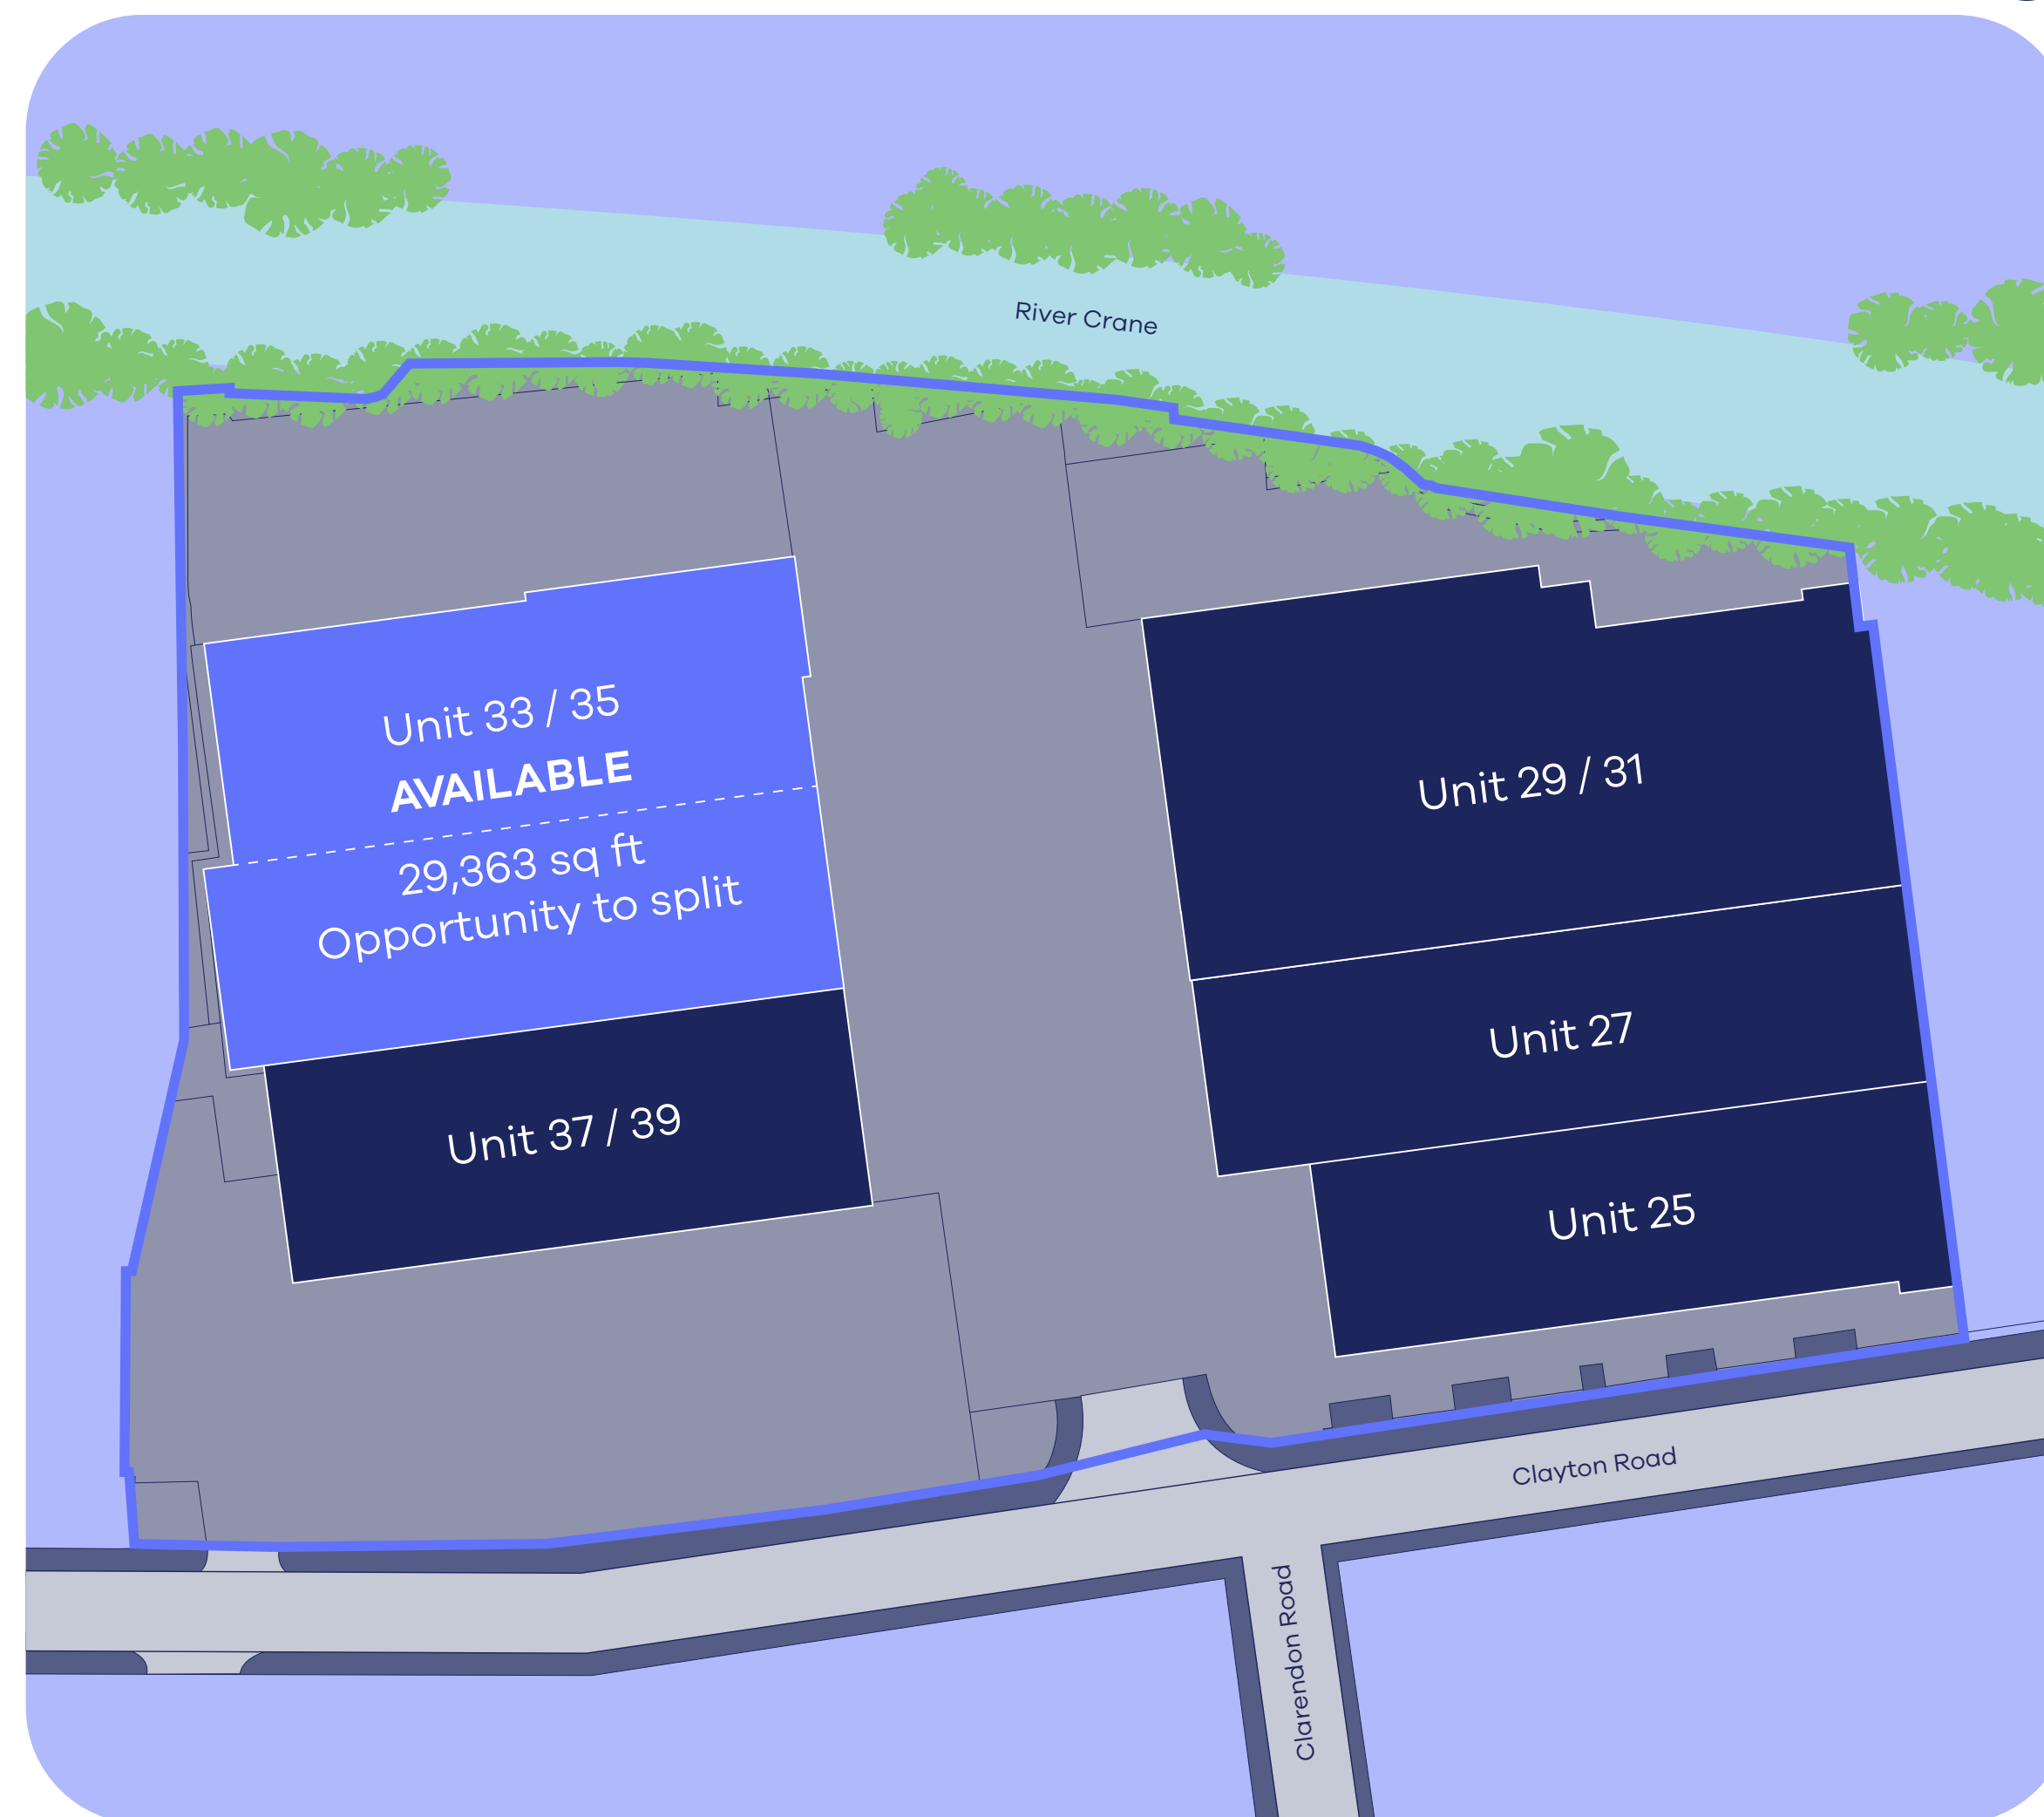 River Crane
Unit 33 / 35
AVAILABLE
29,363 sq ft
Opportunity to split
Unit 37 / 39
Unit 29 / 31
Unit 27
Unit 25
Clayton Road
Clarendon Road